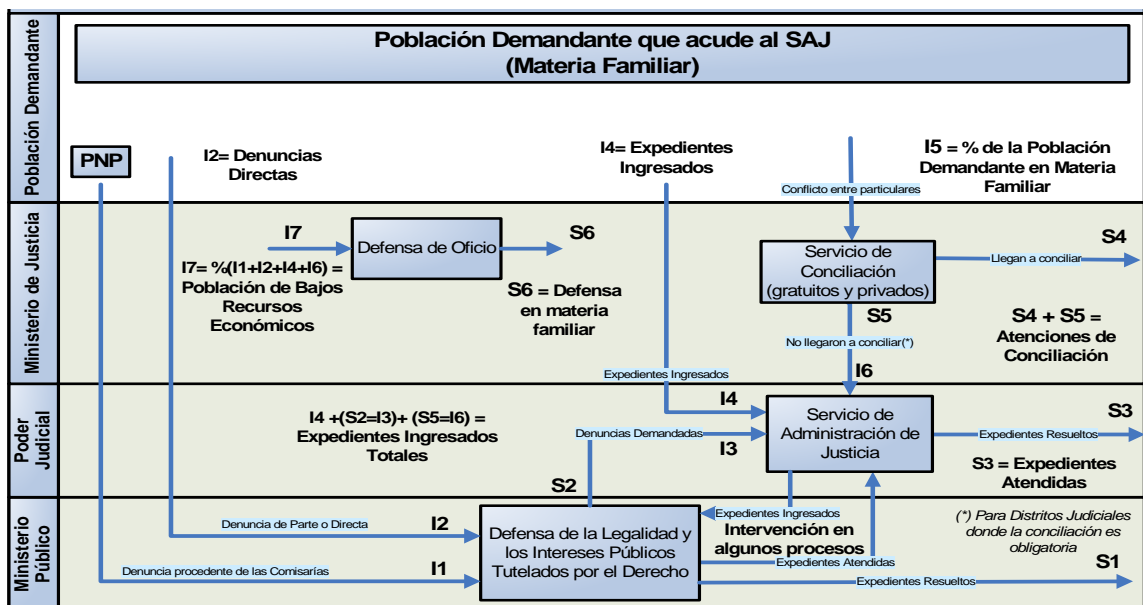 Población Demandante que acude al SAJ
(Materia Familiar)
Población Demandante
PNP
I2= Denuncias
Directas
I4= Expedientes
Ingresados
I5 = % de la Población
Demandante en Materia
Familiar
Conflicto entre particulares
Ministerio de Justicia
I7
I7= %(I1+I2+I4+I6) =
Población de Bajos
Recursos
Económicos
Defensa de Oficio
S6
S6 = Defensa
en materia
familiar
Servicio de
Conciliación
(gratuitos y privados)
S4
Llegan a conciliar
S5
No llegaron a conciliar(*)
S4 + S5 =
Atenciones de
Conciliación
I6
Expedientes Ingresados
Poder
Judicial
I4 +(S2=I3)+ (S5=I6) =
Expedientes Ingresados
Totales
I4
Denuncias Demandadas
I3
S2
Servicio de
Administración de
Justicia
S3
Expedientes Resueltos
S3 = Expedientes
Atendidas
Ministerio
Público
Denuncia de Parte o Directa
I2
Denuncia procedente de las Comisarías
I1
Defensa de la Legalidad y
los Intereses Públicos
Tutelados por el Derecho
Expedientes Ingresados
Intervención en
algunos procesos
Expedientes Atendidas
(*) Para Distritos Judiciales
donde la conciliación es
obligatoria
Expedientes Resueltos
S1